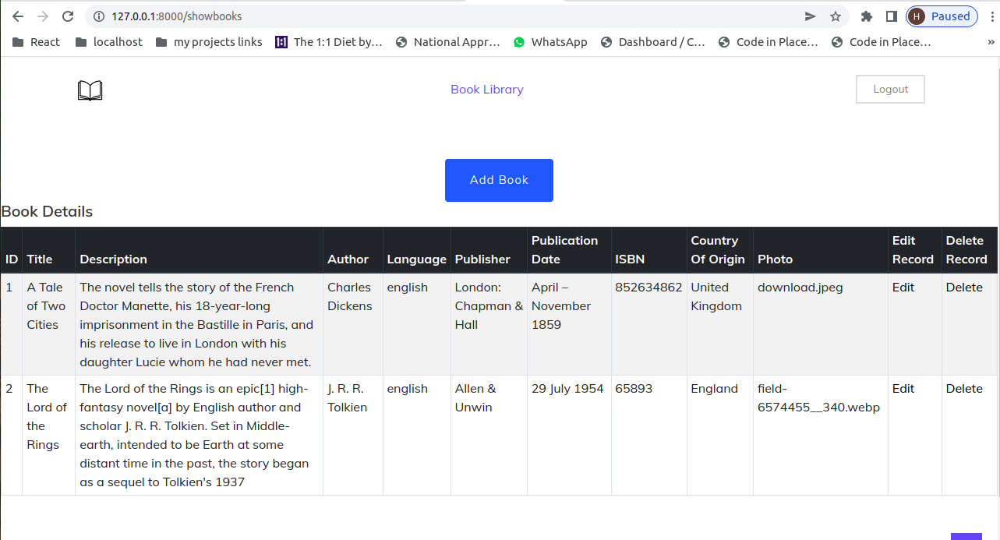 127.0.0.1:8000/showbooks
H Paused
React localhost my projects links The 1:1 Diet by… National Appr… WhatsApp Dashboard / C… Code in Place… Code in Place… »
Book Library
Logout
Add Book
Book Details
Publication Country Edit Delete
ID Title Description Author Language Publisher Date ISBN Of Origin Photo Record Record
1 A Tale The novel tells the story of the French Charles english London: April – 852634862 United download.jpeg Edit Delete
of Two Doctor Manette, his 18-year-long Dickens Chapman & November Kingdom
Cities imprisonment in the Bastille in Paris, and Hall 1859
his release to live in London with his
daughter Lucie whom he had never met.
2 The The Lord of the Rings is an epic[1] high- J. R. R. english Allen & 29 July 1954 65893 England field- Edit Delete
Lord of fantasy novel[a] by English author and Tolkien Unwin 6574455__340.webp
the scholar J. R. R. Tolkien. Set in Middle-
Rings earth, intended to be Earth at some
distant time in the past, the story began
as a sequel to Tolkien's 1937